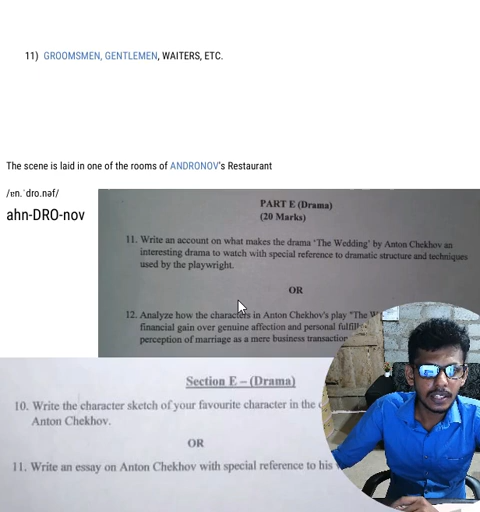 11) GROOMSMEN, GENTLEMEN, WAITERS, ETC.
The scene is laid in one of the rooms of ANDRONOV's Restaurant
/ɐn.ˈdro.nəf/
ahn-DRO-nov
PART E (Drama)
(20 Marks)
11. Write an account on what makes the drama 'The Wedding' by Anton Chekhov an
interesting drama to watch with special reference to dramatic structure and techniques
used by the playwright.
OR
12. Analyze how the characters in Anton Chekhov's play "The
financial gain over genuine affection and personal
perception of marriage as a mere business
Section E – (Drama)
10. Write the character sketch of your favourite character in the
Anton Chekhov.
OR
11. Write an essay on Anton Chekhov with special reference to his